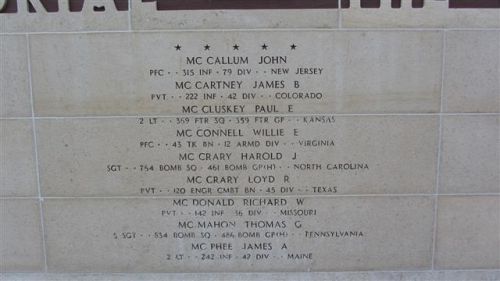 ★ ★ ★ ★ ★
MC CALLUM JOHN
PFC · · 315 INF · 79 DIV · · NEW JERSEY
MC CARTNEY JAMES B
PVT · · 222 INF · 42 DIV · · COLORADO
MC CLUSKEY PAUL E
2 LT · · 369 FTR SQ · 359 FTR GP · · KANSAS
MC CONNELL WILLIE E
PFC · · 43 TK BN · 12 ARMD DIV · · VIRGINIA
MC CRARY HAROLD J
SGT · · 764 BOMB SQ · 461 BOMB GP(H) · · NORTH CAROLINA
MC CRARY LOYD R
PVT · · 120 ENGR CMBT BN · 45 DIV · · TEXAS
MC DONALD RICHARD W
PVT · · 142 INF · 36 DIV · · MISSOURI
MC MAHON THOMAS G
S SGT · · 834 BOMB SQ · 486 BOMB GP(H) · · PENNSYLVANIA
MC PHEE JAMES A
2 LT · · 242 INF · 42 DIV · · MAINE